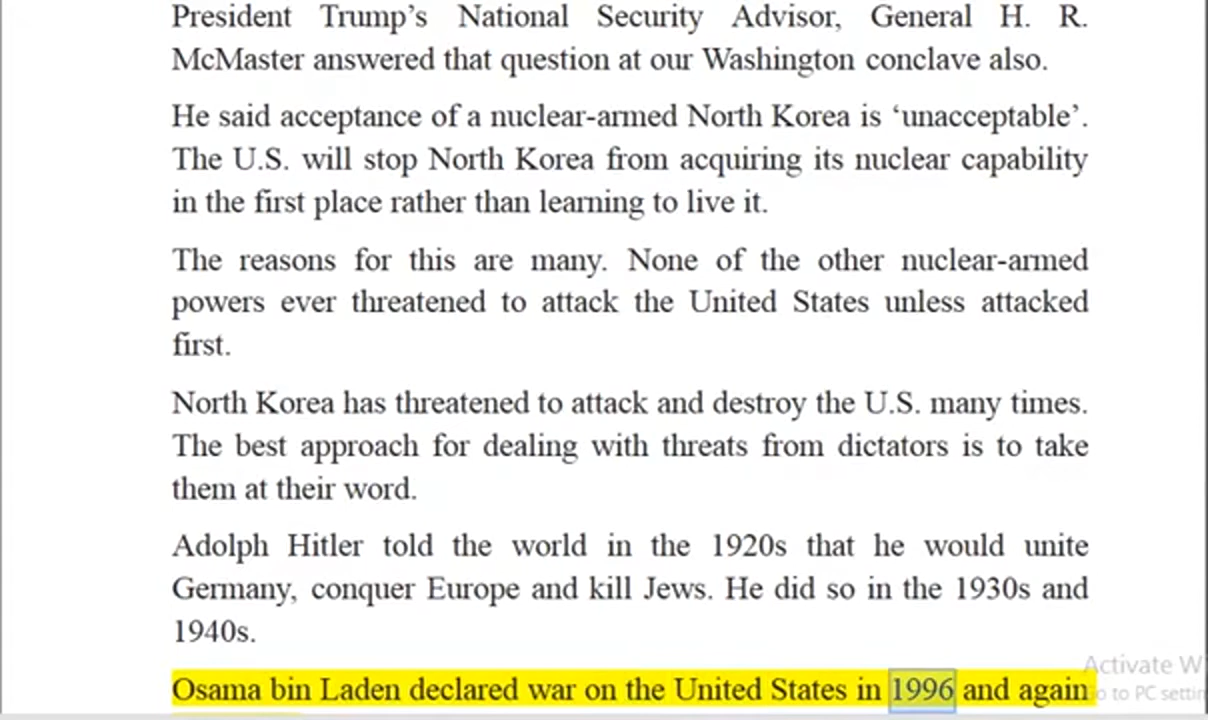 President Trump’s National Security Advisor, General H. R.
McMaster answered that question at our Washington conclave also.
He said acceptance of a nuclear-armed North Korea is ‘unacceptable’.
The U.S. will stop North Korea from acquiring its nuclear capability
in the first place rather than learning to live it.
The reasons for this are many. None of the other nuclear-armed
powers ever threatened to attack the United States unless attacked
first.
North Korea has threatened to attack and destroy the U.S. many times.
The best approach for dealing with threats from dictators is to take
them at their word.
Adolph Hitler told the world in the 1920s that he would unite
Germany, conquer Europe and kill Jews. He did so in the 1930s and
1940s.
Osama bin Laden declared war on the United States in 1996 and again
Activate W
to PC settin